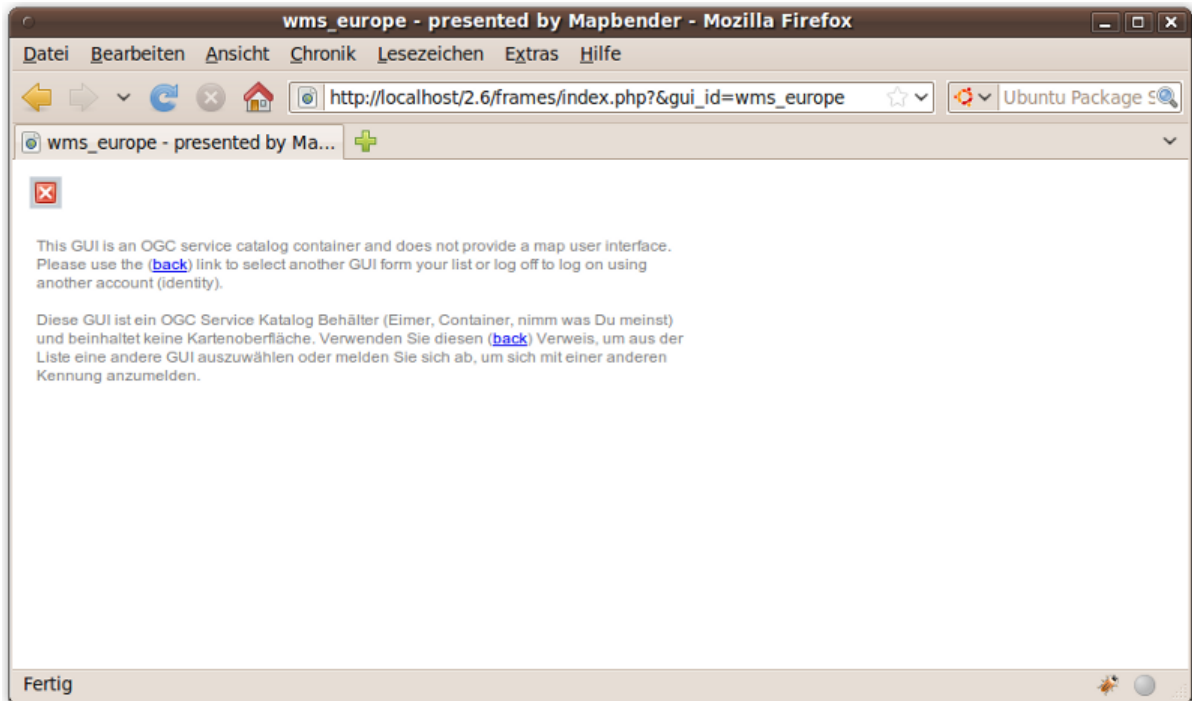 wms_europe - presented by Mapbender - Mozilla Firefox
Datei Bearbeiten Ansicht Chronik Lesezeichen Extras Hilfe
http://localhost/2.6/frames/index.php?&gui_id=wms_europe Ubuntu Package S
wms_europe - presented by Ma...
This GUI is an OGC service catalog container and does not provide a map user interface.
Please use the (back) link to select another GUI form your list or log off to log on using
another account (identity).
Diese GUI ist ein OGC Service Katalog Behälter (Eimer, Container, nimm was Du meinst)
und beinhaltet keine Kartenoberfläche. Verwenden Sie diesen (back) Verweis, um aus der
Liste eine andere GUI auszuwählen oder melden Sie sich ab, um sich mit einer anderen
Kennung anzumelden.
Fertig